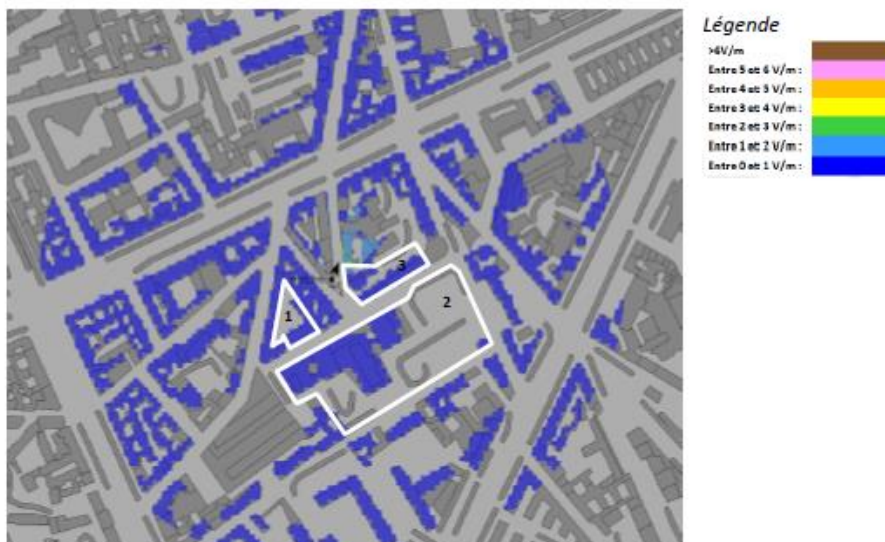 Légende
>6V/m
Entre 5 et 6 V/m :
Entre 4 et 5 V/m :
Entre 3 et 4 V/m :
Entre 2 et 3 V/m :
Entre 1 et 2 V/m :
Entre 0 et 1 V/m :
3
2
1